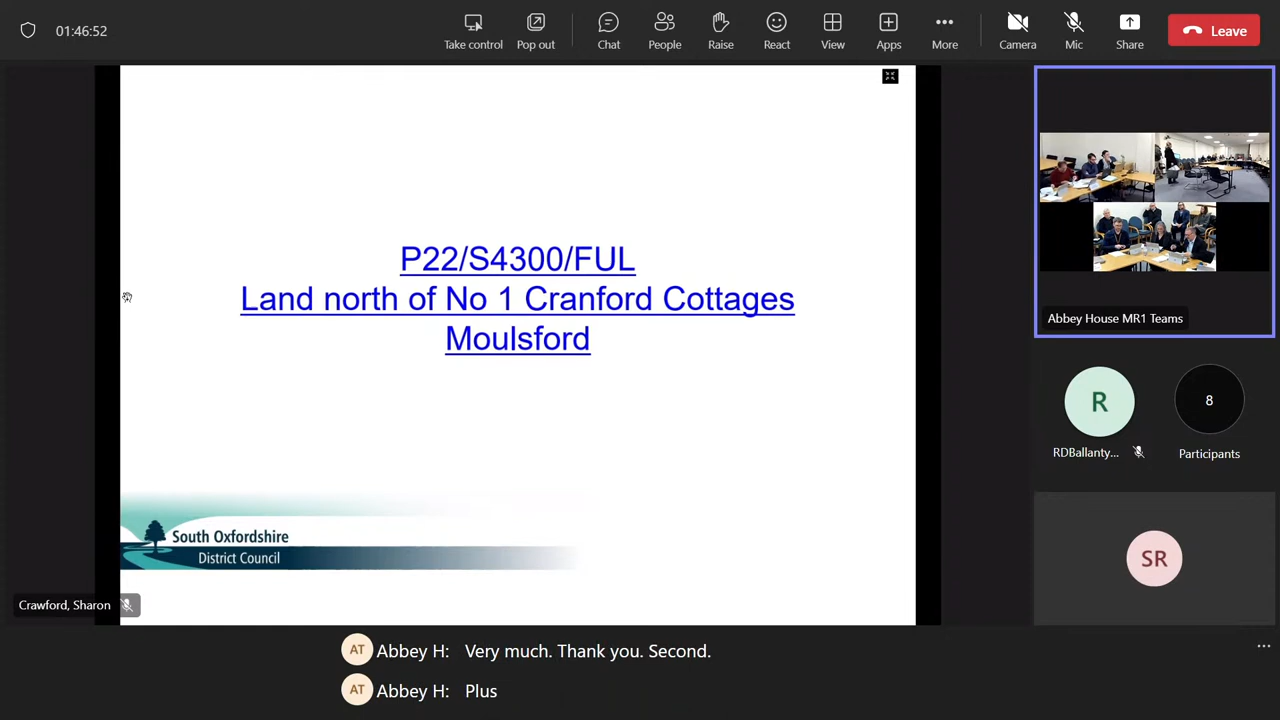 01:46:52
Take control
Pop out
Chat
People
Raise
React
View
Apps
More
Camera
Mic
Share
Leave
P22/S4300/FUL
Land north of No 1 Cranford Cottages
Moulsford
South Oxfordshire
District Council
Crawford, Sharon
Abbey House MR1 Teams
R
RDBallanty...
8
Participants
SR
AT Abbey H: Very much. Thank you. Second.
AT Abbey H: Plus